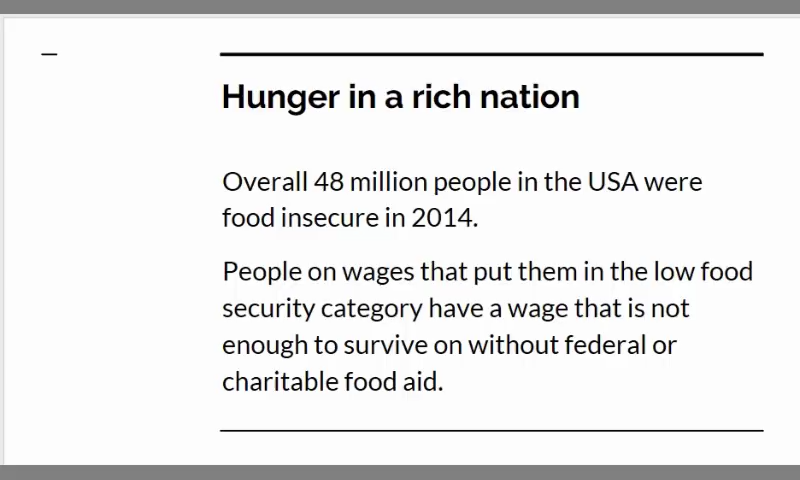 Hunger in a rich nation
Overall 48 million people in the USA were
food insecure in 2014.
People on wages that put them in the low food
security category have a wage that is not
enough to survive on without federal or
charitable food aid.